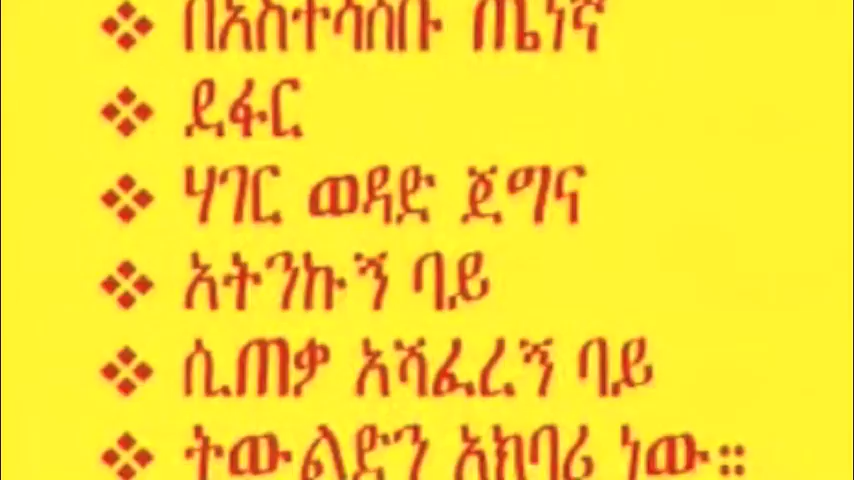 ❖ በአስተሳሰቡ ጤነኛ
❖ ደፋር
❖ ሃገር ወዳድ ጀግና
❖ አትንኩኝ ባይ
❖ ሲጠቃ አሻፈረኝ ባይ
❖ ትውልድን አክባሪ ነው።